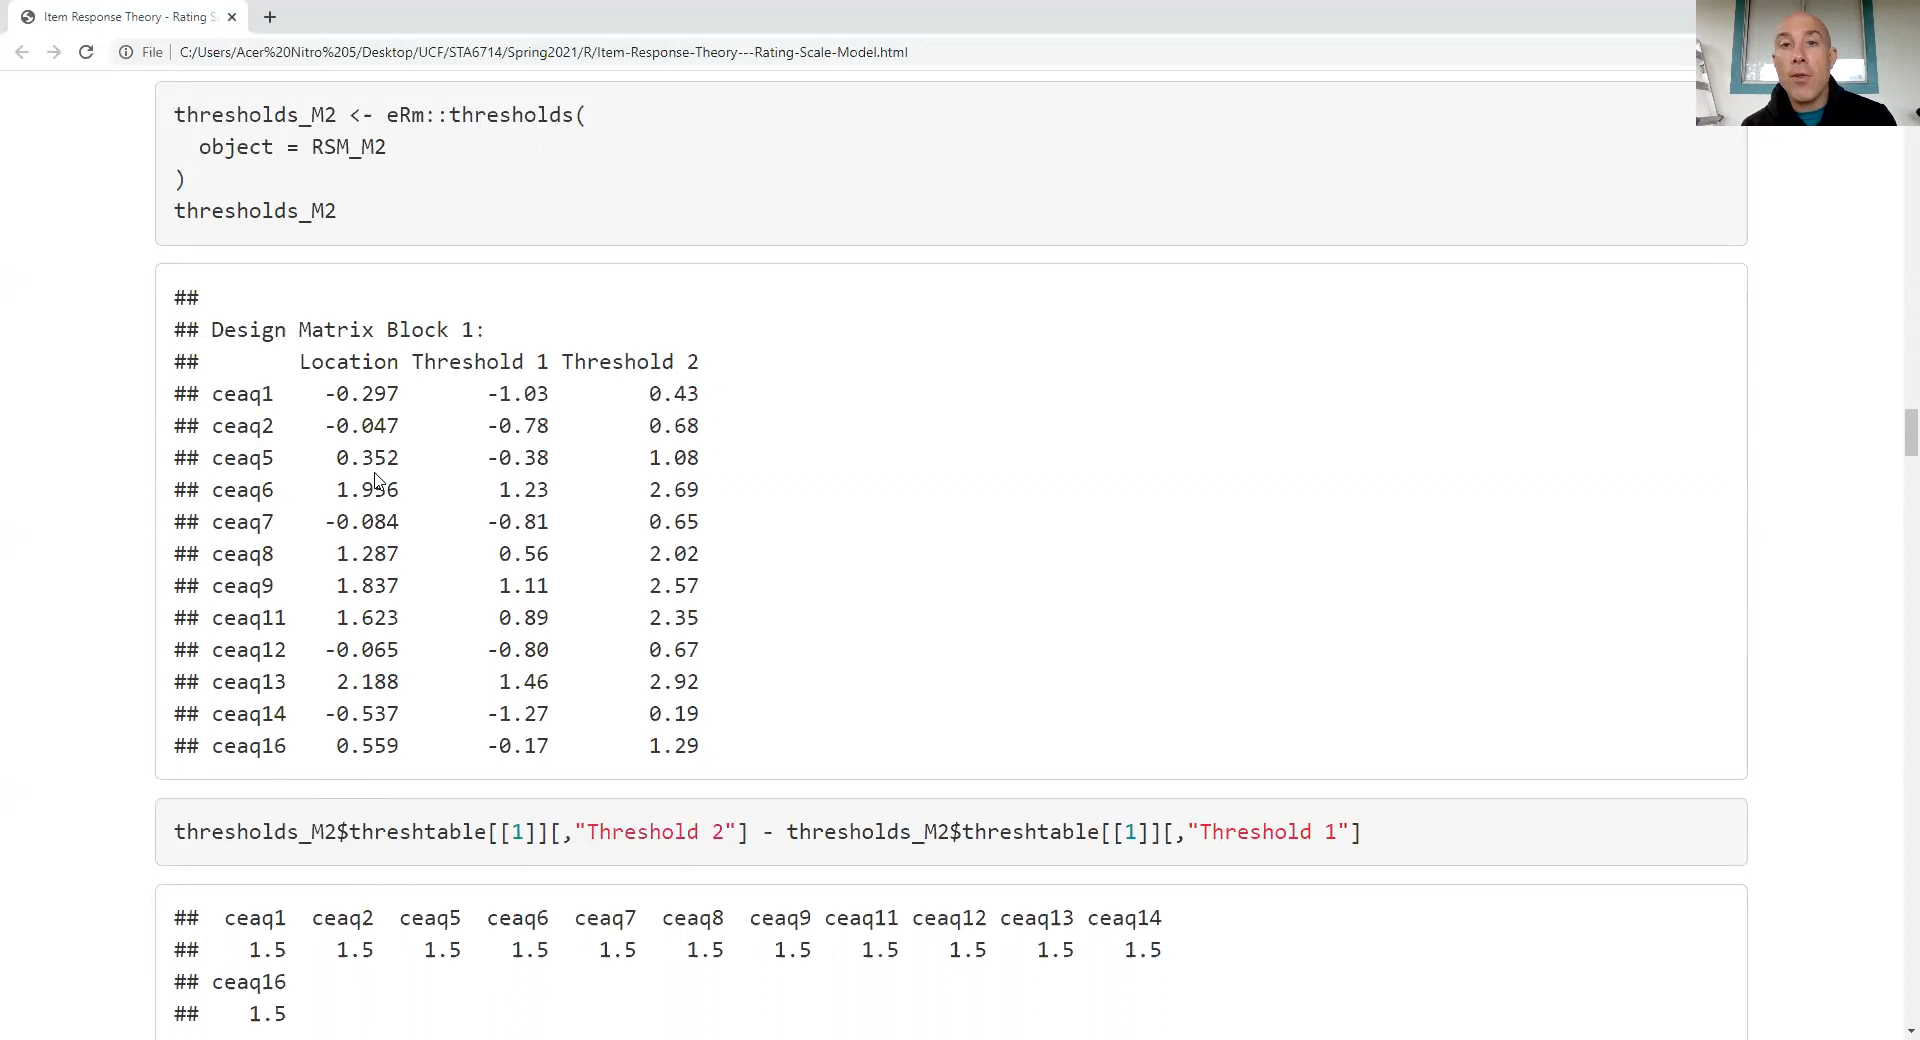 Item Response Theory - Rating S
File
C:/Users/Acer%20Nitro%205/Desktop/UCF/STA6714/Spring2021/R/Item-Response-Theory---Rating-Scale-Model.html
thresholds_M2 <- eRm::thresholds(
  object = RSM_M2
)
thresholds_M2
##
## Design Matrix Block 1:
##        Location Threshold 1 Threshold 2
## ceaq1    -0.297       -1.03        0.43
## ceaq2    -0.047       -0.78        0.68
## ceaq5     0.352       -0.38        1.08
## ceaq6     1.956        1.23        2.69
## ceaq7    -0.084       -0.81        0.65
## ceaq8     1.287        0.56        2.02
## ceaq9     1.837        1.11        2.57
## ceaq11    1.623        0.89        2.35
## ceaq12   -0.065       -0.80        0.67
## ceaq13    2.188        1.46        2.92
## ceaq14   -0.537       -1.27        0.19
## ceaq16    0.559       -0.17        1.29
thresholds_M2$threshtable[[1]][,"Threshold 2"] - thresholds_M2$threshtable[[1]][,"Threshold 1"]
##  ceaq1  ceaq2  ceaq5  ceaq6  ceaq7  ceaq8  ceaq9 ceaq11 ceaq12 ceaq13 ceaq14
##    1.5    1.5    1.5    1.5    1.5    1.5    1.5    1.5    1.5    1.5    1.5
## ceaq16
##    1.5